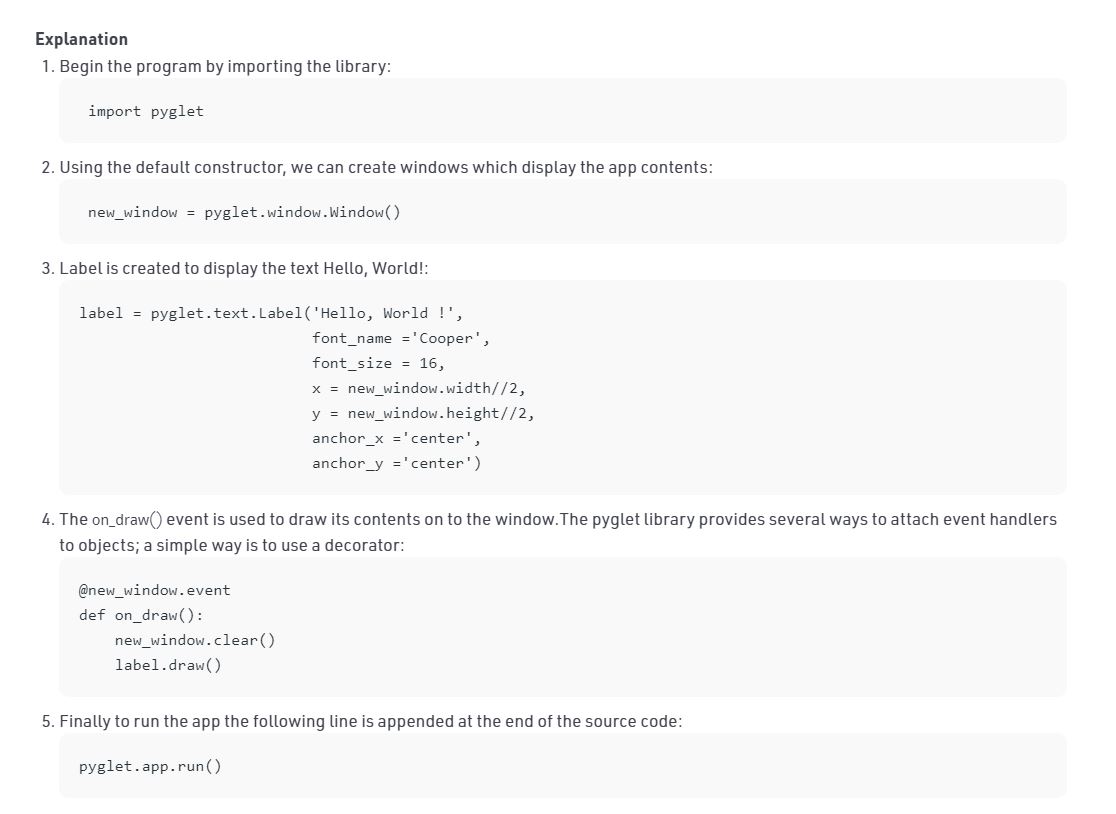 Explanation
1. Begin the program by importing the library:
import pyglet
2. Using the default constructor, we can create windows which display the app contents:
new_window = pyglet.window.Window()
3. Label is created to display the text Hello, World!:
label = pyglet.text.Label('Hello, World !',
font_name ='Cooper',
font_size = 16,
x = new_window.width//2,
y = new_window.height//2,
anchor_x ='center',
anchor_y ='center')
4. The on_draw() event is used to draw its contents on to the window.The pyglet library provides several ways to attach event handlers
to objects; a simple way is to use a decorator:
@new_window.event
def on_draw():
new_window.clear()
label.draw()
5. Finally to run the app the following line is appended at the end of the source code:
pyglet.app.run()